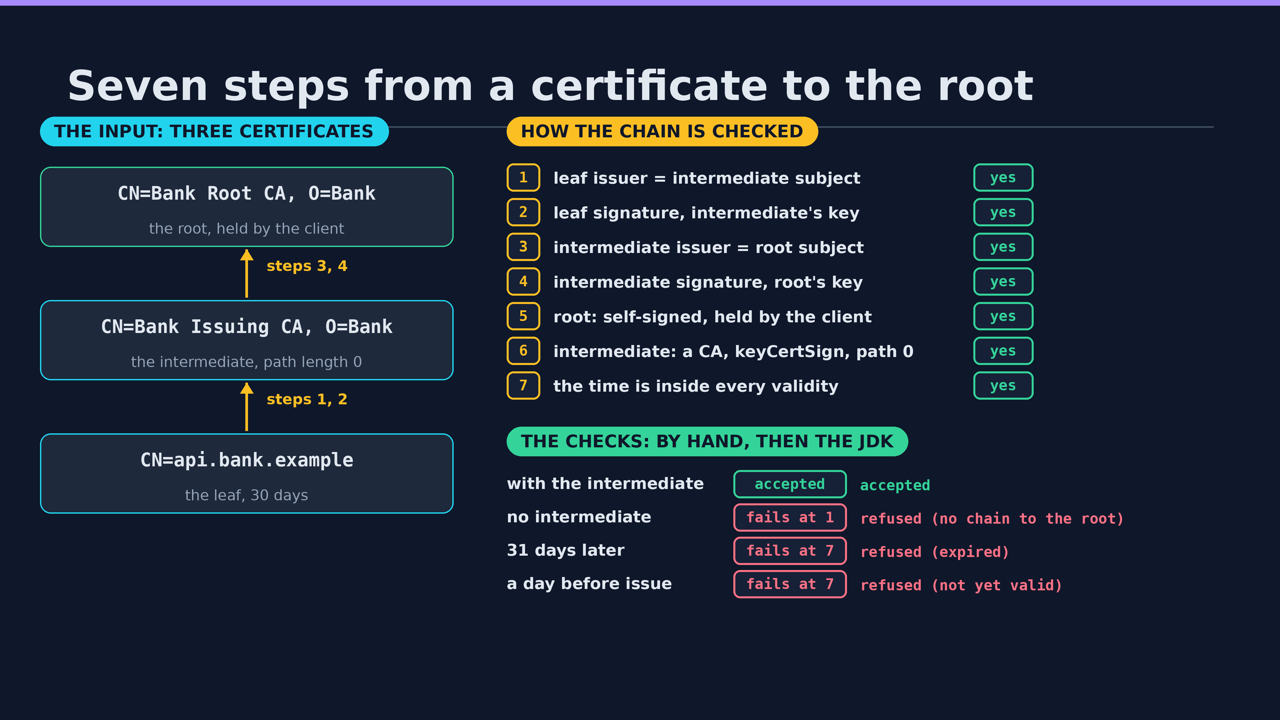 Seven steps from a certificate to the root
THE INPUT: THREE CERTIFICATES
CN=Bank Root CA, O=Bank
the root, held by the client
steps 3, 4
CN=Bank Issuing CA, O=Bank
the intermediate, path length 0
steps 1, 2
CN=api.bank.example
the leaf, 30 days
HOW THE CHAIN IS CHECKED
1 leaf issuer = intermediate subject yes
2 leaf signature, intermediate's key yes
3 intermediate issuer = root subject yes
4 intermediate signature, root's key yes
5 root: self-signed, held by the client yes
6 intermediate: a CA, keyCertSign, path 0 yes
7 the time is inside every validity yes
THE CHECKS: BY HAND, THEN THE JDK
with the intermediate accepted accepted
no intermediate fails at 1 refused (no chain to the root)
31 days later fails at 7 refused (expired)
a day before issue fails at 7 refused (not yet valid)